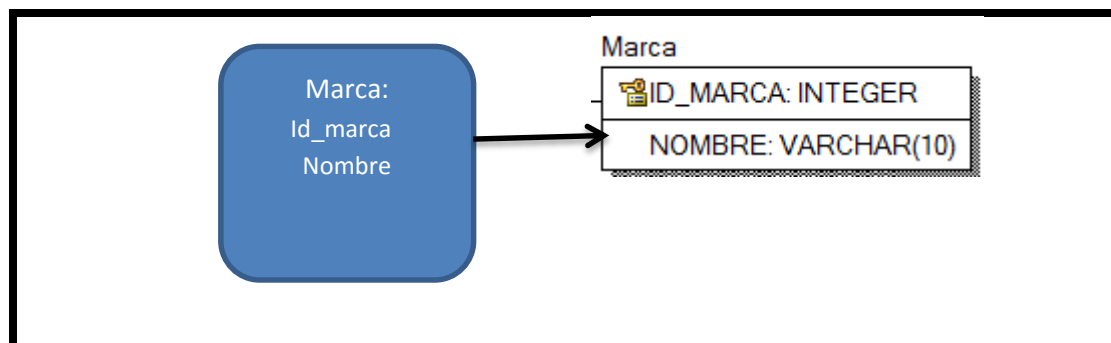 Marca:
Id_marca
Nombre
Marca
ID_MARCA: INTEGER
NOMBRE: VARCHAR(10)